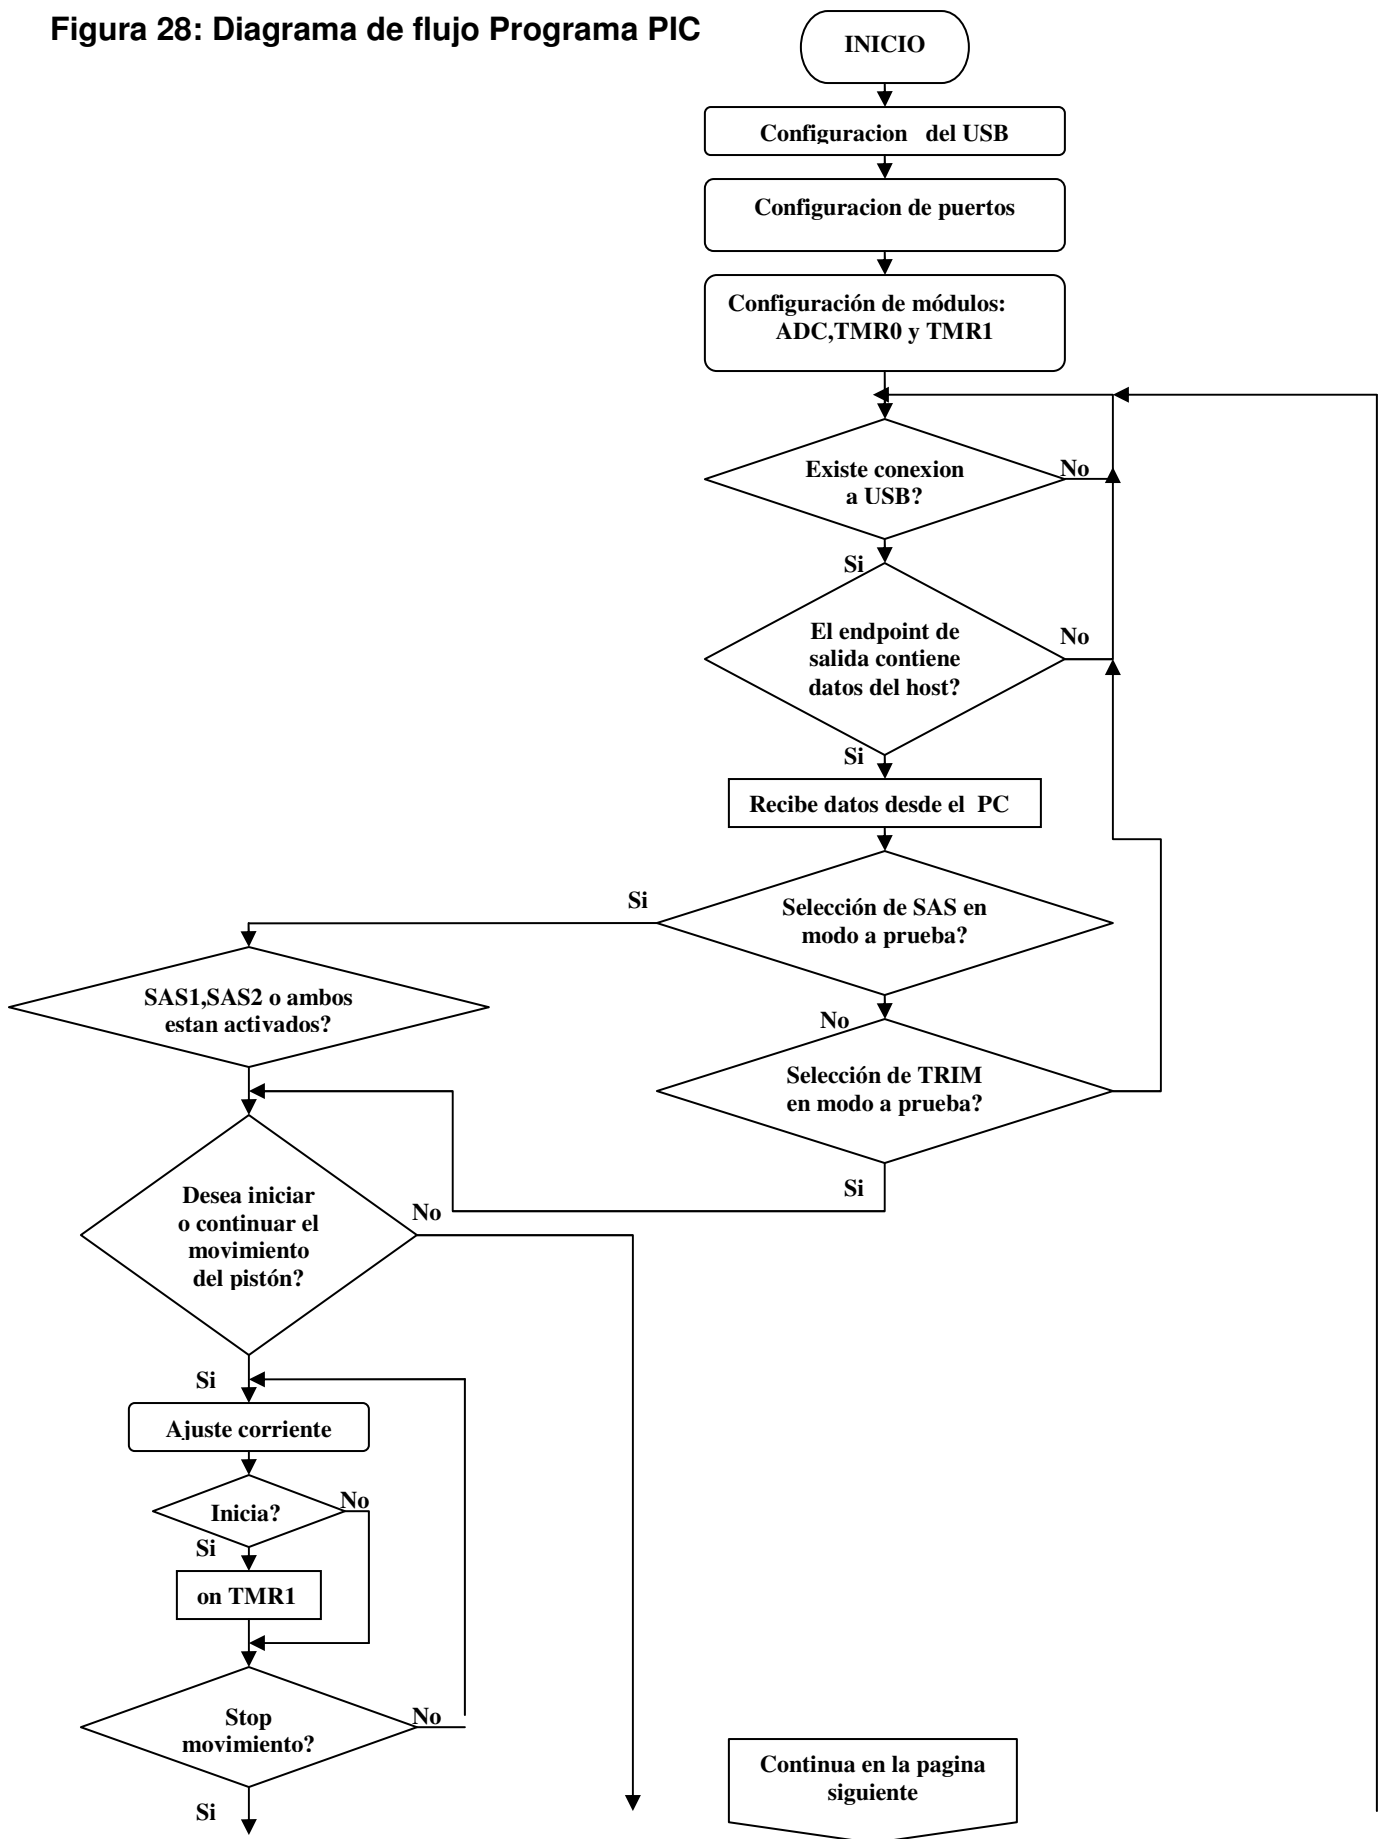 Figura 28: Diagrama de flujo Programa PIC
INICIO
Configuracion del USB
Configuracion de puertos
Configuración de módulos:
ADC,TMR0 y TMR1
Existe conexion
a USB?
No
Si
El endpoint de
salida contiene
datos del host?
No
Si
Recibe datos desde el PC
Selección de SAS en
modo a prueba?
Si
No
SAS1,SAS2 o ambos
estan activados?
Selección de TRIM
en modo a prueba?
Si
Desea iniciar
o continuar el
movimiento
del pistón?
No
Si
Ajuste corriente
Inicia?
No
Si
on TMR1
Stop
movimiento?
No
Si
Continua en la pagina
siguiente